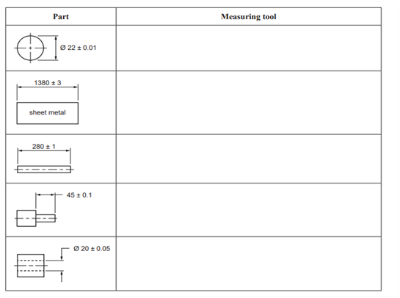 Part Measuring tool
Ø 22 ± 0.01
1380 ± 3
sheet metal
280 ± 1
45 ± 0.1
Ø 20 ± 0.05